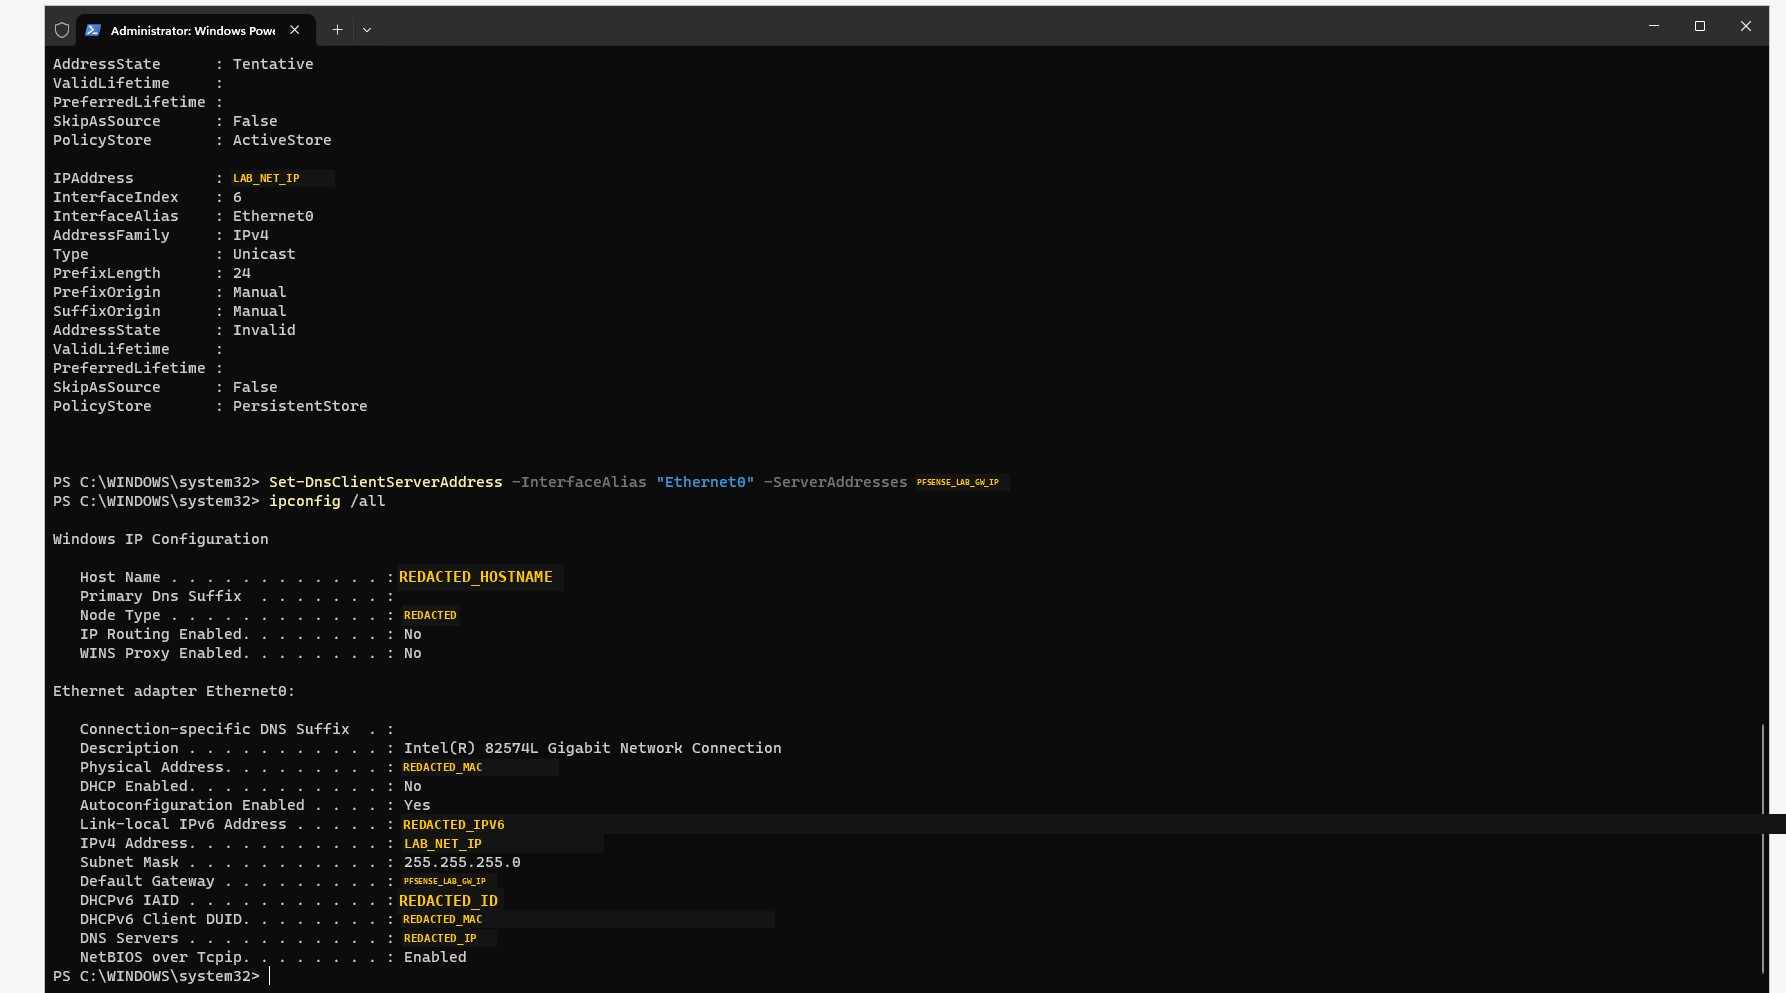 Administrator: Windows Powe
AddressState      : Tentative
ValidLifetime     :
PreferredLifetime :
SkipAsSource      : False
PolicyStore       : ActiveStore
IPAddress         : LAB_NET_IP
InterfaceIndex    : 6
InterfaceAlias    : Ethernet0
AddressFamily     : IPv4
Type              : Unicast
PrefixLength      : 24
PrefixOrigin      : Manual
SuffixOrigin      : Manual
AddressState      : Invalid
ValidLifetime     :
PreferredLifetime :
SkipAsSource      : False
PolicyStore       : PersistentStore
PS C:\WINDOWS\system32> Set-DnsClientServerAddress -InterfaceAlias "Ethernet0" -ServerAddresses PFSENSE_LAB_GW_IP
PS C:\WINDOWS\system32> ipconfig /all
Windows IP Configuration
   Host Name . . . . . . . . . . . . : REDACTED_HOSTNAME
   Primary Dns Suffix  . . . . . . . :
   Node Type . . . . . . . . . . . . : REDACTED
   IP Routing Enabled. . . . . . . . : No
   WINS Proxy Enabled. . . . . . . . : No
Ethernet adapter Ethernet0:
   Connection-specific DNS Suffix  . :
   Description . . . . . . . . . . . : Intel(R) 82574L Gigabit Network Connection
   Physical Address. . . . . . . . . : REDACTED_MAC
   DHCP Enabled. . . . . . . . . . . : No
   Autoconfiguration Enabled . . . . : Yes
   Link-local IPv6 Address . . . . . : REDACTED_IPV6
   IPv4 Address. . . . . . . . . . . : LAB_NET_IP
   Subnet Mask . . . . . . . . . . . : 255.255.255.0
   Default Gateway . . . . . . . . . : PFSENSE_LAB_GW_IP
   DHCPv6 IAID . . . . . . . . . . . : REDACTED_ID
   DHCPv6 Client DUID. . . . . . . . : REDACTED_MAC
   DNS Servers . . . . . . . . . . . : REDACTED_IP
   NetBIOS over Tcpip. . . . . . . . : Enabled
PS C:\WINDOWS\system32>